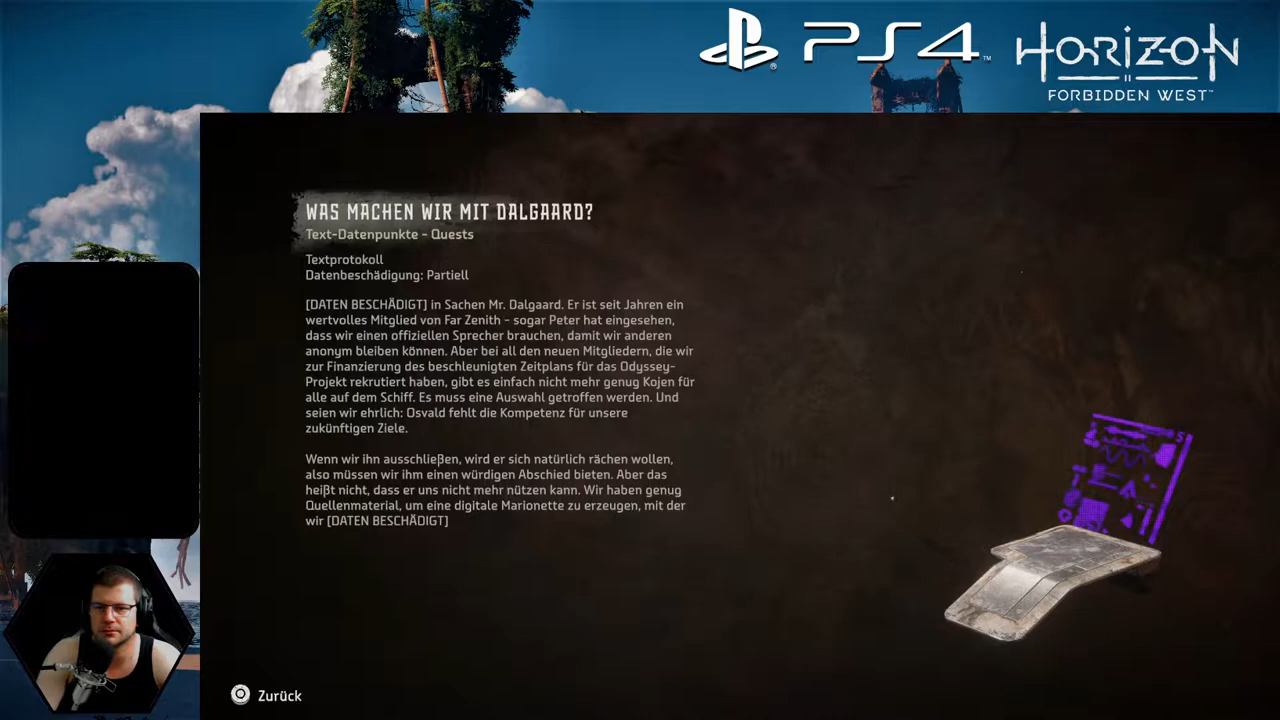 PS4™
HORIZON
FORBIDDEN WEST™
WAS MACHEN WIR MIT DALGAARD?
Text-Datenpunkte - Quests
Textprotokoll
Datenbeschädigung: Partiell
[DATEN BESCHÄDIGT] in Sachen Mr. Dalgaard. Er ist seit Jahren ein
wertvolles Mitglied von Far Zenith - sogar Peter hat eingesehen,
dass wir einen offiziellen Sprecher brauchen, damit wir anderen
anonym bleiben können. Aber bei all den neuen Mitgliedern, die wir
zur Finanzierung des beschleunigten Zeitplans für das Odyssey-
Projekt rekrutiert haben, gibt es einfach nicht mehr genug Kojen für
alle auf dem Schiff. Es muss eine Auswahl getroffen werden. Und
seien wir ehrlich: Osvald fehlt die Kompetenz für unsere
zukünftigen Ziele.
Wenn wir ihn ausschließen, wird er sich natürlich rächen wollen,
also müssen wir ihm einen würdigen Abschied bieten. Aber das
heißt nicht, dass er uns nicht mehr nützen kann. Wir haben genug
Quellenmaterial, um eine digitale Marionette zu erzeugen, mit der
wir [DATEN BESCHÄDIGT]
Zurück